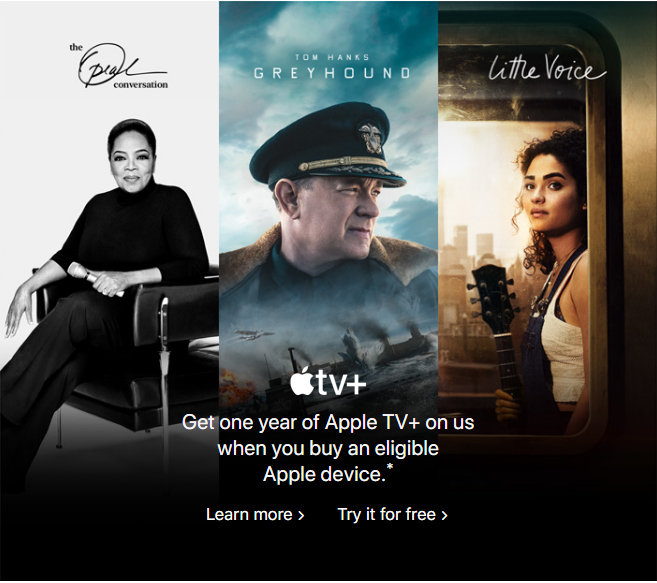 the
Oprah
conversation
TOM HANKS
GREYHOUND
Little Voice
tv+
Get one year of Apple TV+ on us
when you buy an eligible
Apple device.*
Learn more >
Try it for free >